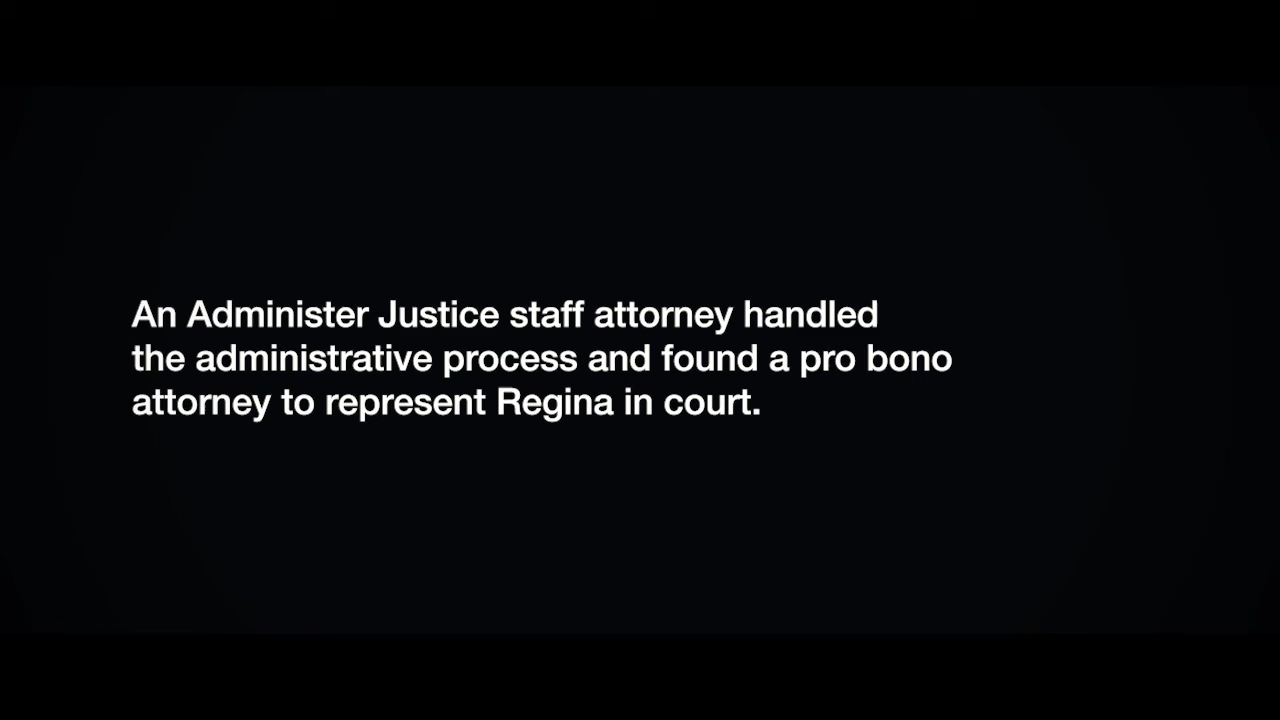 An Administer Justice staff attorney handled
the administrative process and found a pro bono
attorney to represent Regina in court.